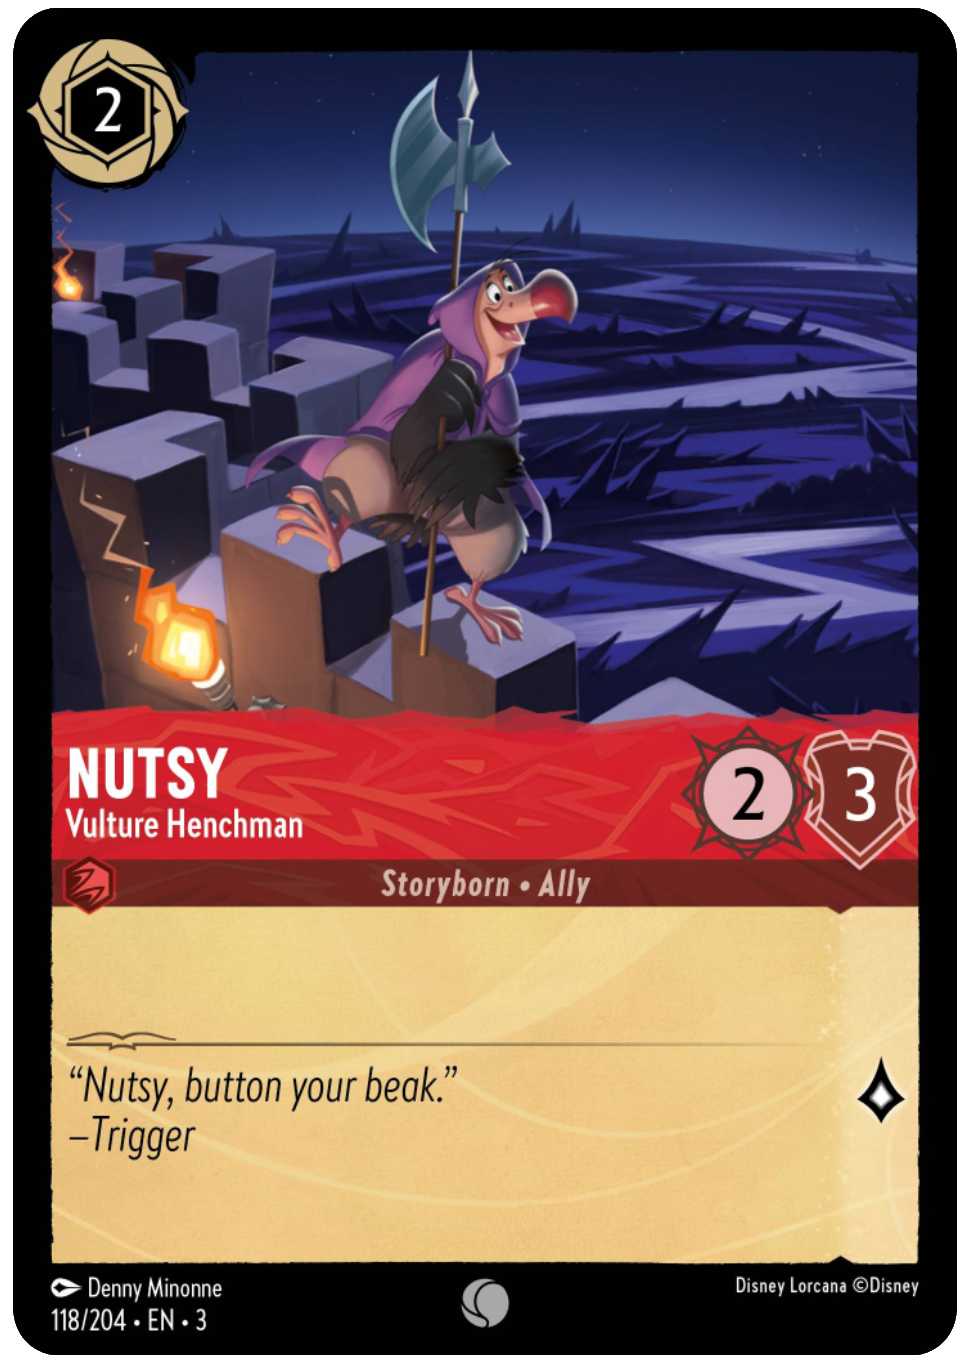 2
NUTSY
Vulture Henchman
2
3
Storyborn • Ally
“Nutsy, button your beak.”
–Trigger
Denny Minonne
118/204 • EN • 3
Disney Lorcana ©Disney